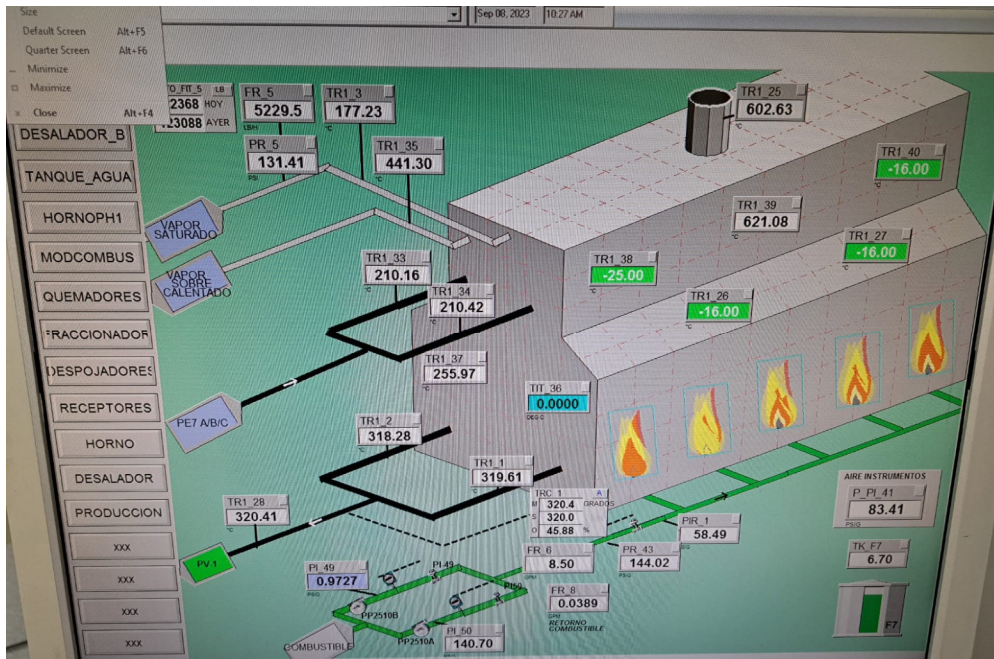 Size
Default Screen Alt+F5
Quarter Screen Alt+F6
Minimize
Maximize
Close Alt+F4
Sep 08, 2023 10:27 AM
TO_FIT_5 LB
2368 HOY
23088 AYER
FR_5
5229.5
LB/H
TR1_3
177.23
°C
PR_5
131.41
PSI
TR1_35
441.30
°C
TR1_25
602.63
°C
TR1_40
-16.00
°C
TR1_39
621.08
°C
TR1_27
-16.00
°C
TR1_38
-25.00
°C
TR1_26
-16.00
°C
DESALADOR_B
TANQUE_AGUA
HORNOPH1
MODCOMBUS
QUEMADORES
FRACCIONADOR
DESPOJADORES
RECEPTORES
HORNO
DESALADOR
PRODUCCION
xxx
xxx
xxx
xxx
VAPOR
SATURADO
VAPOR
SOBRE
CALENTADO
TR1_33
210.16
°C
TR1_34
210.42
°C
TR1_37
255.97
°C
PE7 A/B/C
TIT_36
0.0000
DEG C
TR1_2
318.28
°C
TR1_1
319.61
°C
TR1_28
320.41
°C
PV.1
TRC_1 A
M 320.4 GRADOS
S 320.0
O 45.88 %
PIR_1
58.49
PR_43
144.02
PSIG
FR_6
8.50
GPM
FR_8
0.0389
GPM
RETORNO
COMBUSTIBLE
PI_49
0.9727
PSIG
PI-49
PI50
PP2510B
PP2510A
PI_50
140.70
COMBUSTIBLE
AIRE INSTRUMENTOS
P_PI_41
83.41
PSIG
TK_F7
6.70
F7